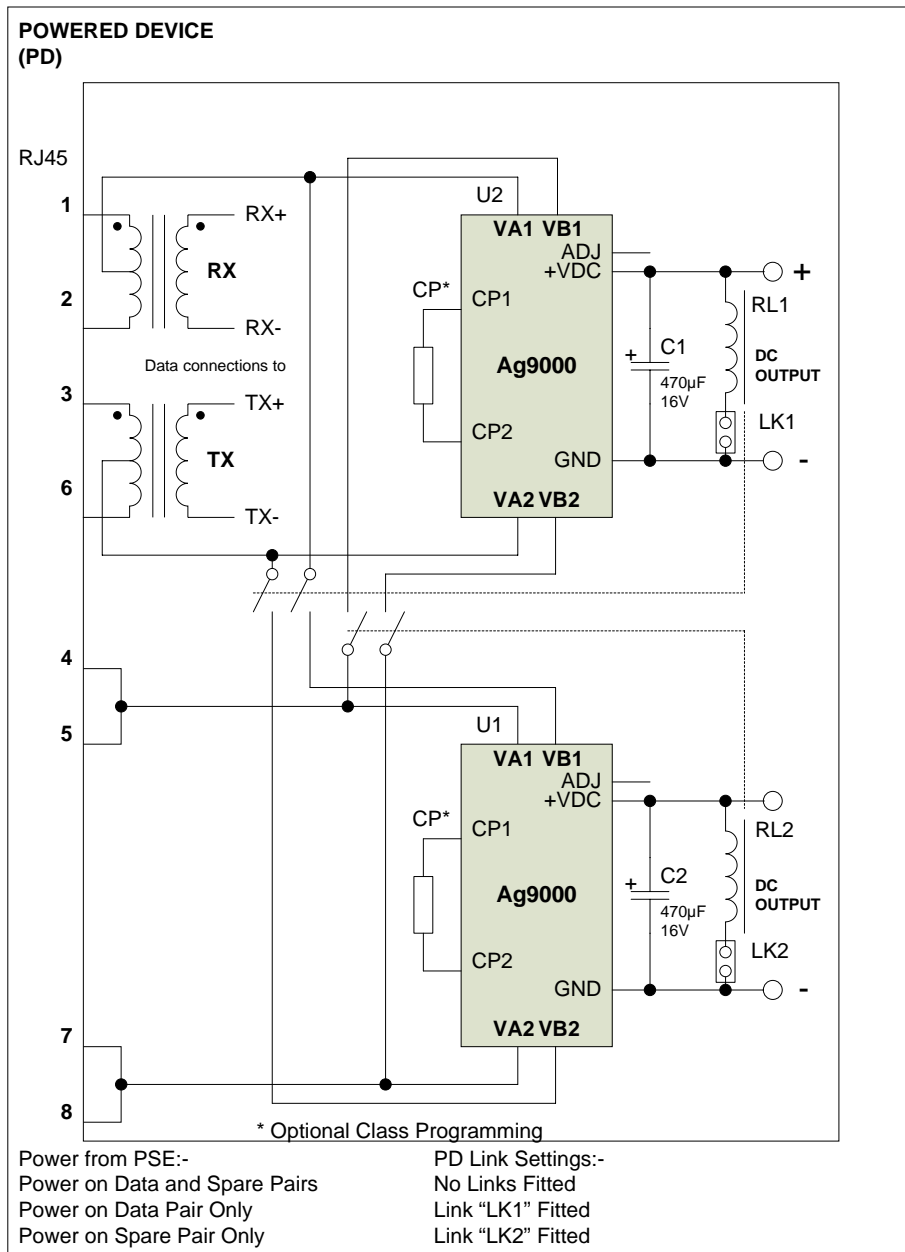 POWERED DEVICE
(PD)
RJ45
1
2
3
6
4
5
7
8
RX+
RX
RX-
Data connections to
TX+
TX
TX-
U2
VA1 VB1
ADJ
+VDC
CP*
CP1
Ag9000
CP2
GND
VA2 VB2
C1
+
470µF
16V
RL1
DC
OUTPUT
LK1
+
-
U1
VA1 VB1
ADJ
+VDC
CP*
CP1
Ag9000
CP2
GND
VA2 VB2
C2
+
470µF
16V
RL2
DC
OUTPUT
LK2
-
* Optional Class Programming
Power from PSE:- PD Link Settings:-
Power on Data and Spare Pairs No Links Fitted
Power on Data Pair Only Link “LK1” Fitted
Power on Spare Pair Only Link “LK2” Fitted